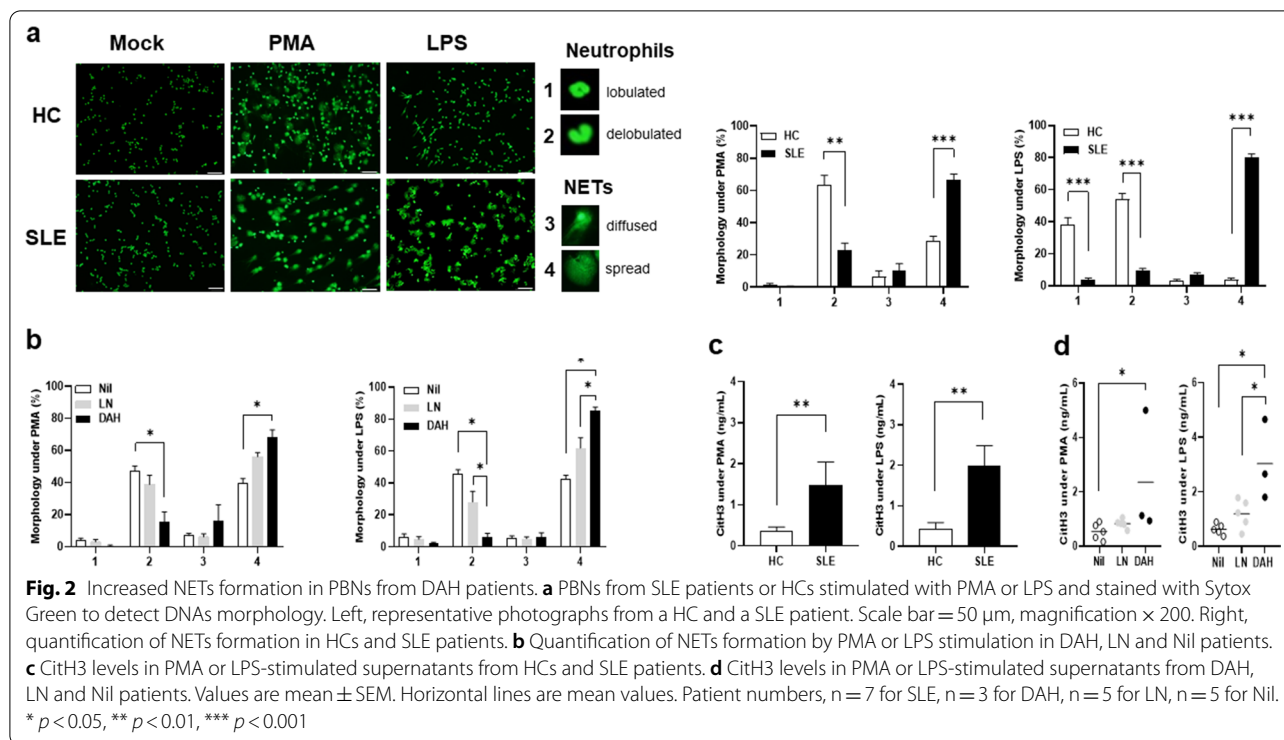 a
Mock PMA LPS
HC
SLE
Neutrophils
1 lobulated
2 delobulated
NETs
3 diffused
4 spread
Morphology under PMA (%)
100
80
60
40
20
0
HC
SLE
** ***
1 2 3 4
Morphology under LPS (%)
100
80
60
40
20
0
HC
SLE
*** *** ***
1 2 3 4
b
Morphology under PMA (%)
100
80
60
40
20
0
Nil
LN
DAH
* *
1 2 3 4
Morphology under LPS (%)
100
80
60
40
20
0
Nil
LN
DAH
* * * *
1 2 3 4
c
CitH3 under PMA (ng/mL)
4
3
2
1
0
**
HC SLE
CitH3 under LPS (ng/mL)
4
3
2
1
0
**
HC SLE
d
CitH3 under PMA (ng/mL)
6
4
2
0
*
Nil LN DAH
CitH3 under LPS (ng/mL)
6
4
2
0
*
*
Nil LN DAH
Fig. 2 Increased NETs formation in PBNs from DAH patients. a PBNs from SLE patients or HCs stimulated with PMA or LPS and stained with Sytox
Green to detect DNAs morphology. Left, representative photographs from a HC and a SLE patient. Scale bar = 50 μm, magnification × 200. Right,
quantification of NETs formation in HCs and SLE patients. b Quantification of NETs formation by PMA or LPS stimulation in DAH, LN and Nil patients.
c CitH3 levels in PMA or LPS-stimulated supernatants from HCs and SLE patients. d CitH3 levels in PMA or LPS-stimulated supernatants from DAH,
LN and Nil patients. Values are mean ± SEM. Horizontal lines are mean values. Patient numbers, n = 7 for SLE, n = 3 for DAH, n = 5 for LN, n = 5 for Nil.
* p < 0.05, ** p < 0.01, *** p < 0.001